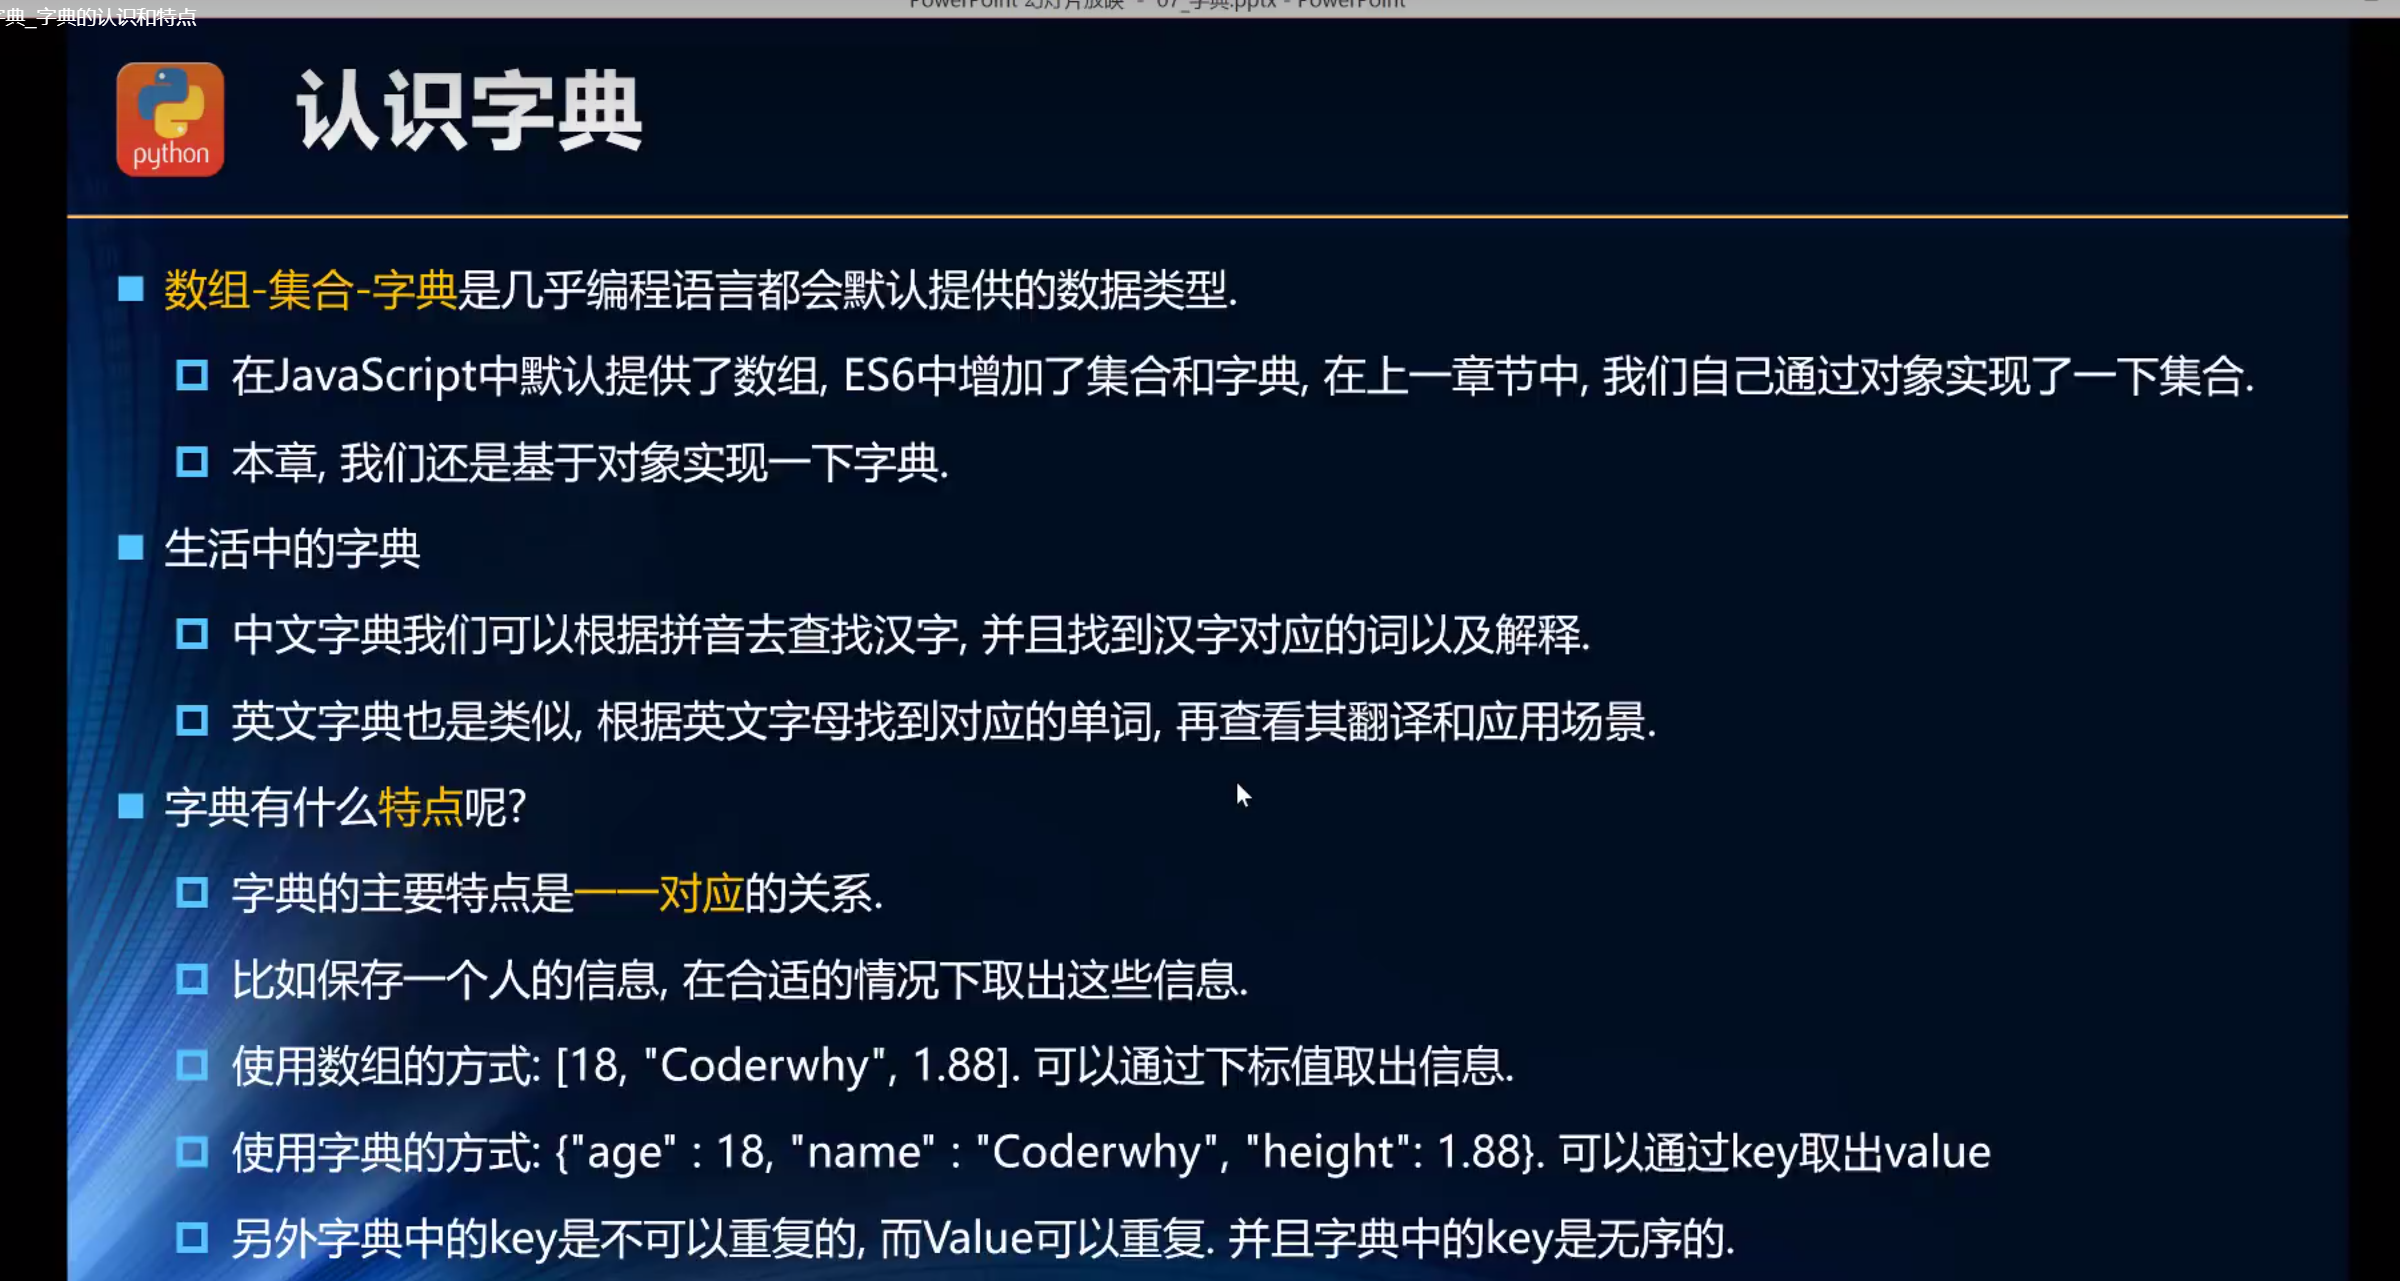 PowerPoint 幻灯片放映 - 07_字典.pptx - PowerPoint
典_字典的认识和特点
python
认识字典
数组-集合-字典是几乎编程语言都会默认提供的数据类型.
在JavaScript中默认提供了数组, ES6中增加了集合和字典, 在上一章节中, 我们自己通过对象实现了一下集合.
本章, 我们还是基于对象实现一下字典.
生活中的字典
中文字典我们可以根据拼音去查找汉字, 并且找到汉字对应的词以及解释.
英文字典也是类似, 根据英文字母找到对应的单词, 再查看其翻译和应用场景.
字典有什么特点呢?
字典的主要特点是一一对应的关系.
比如保存一个人的信息, 在合适的情况下取出这些信息.
使用数组的方式: [18, "Coderwhy", 1.88]. 可以通过下标值取出信息.
使用字典的方式: {"age" : 18, "name" : "Coderwhy", "height": 1.88}. 可以通过key取出value
另外字典中的key是不可以重复的, 而Value可以重复. 并且字典中的key是无序的.